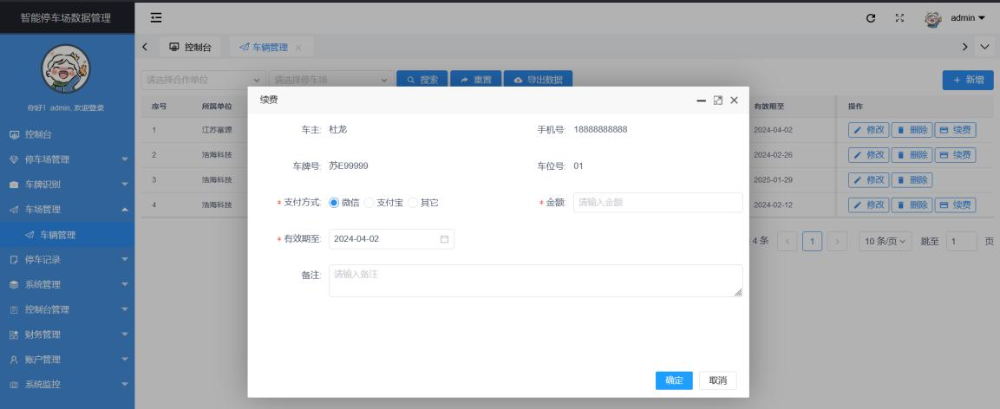 智能停车场数据管理
admin
控制台
车辆管理
你好！admin, 欢迎登录
控制台
停车场管理
车牌识别
车场管理
车辆管理
停车记录
系统管理
控制台管理
财务管理
账户管理
系统监控
请选择合作单位
请选择停车场
搜索
重置
导出数据
新增
序号
所属单位
有效期至
操作
1
江苏富源
2024-04-02
修改
删除
续费
2
浩海科技
2024-02-26
修改
删除
续费
3
浩海科技
2025-01-29
修改
删除
4
浩海科技
2024-02-12
修改
删除
续费
4 条
1
10 条/页
跳至
1
页
续费
车主:
杜龙
手机号:
18888888888
车牌号:
苏E99999
车位号:
01
* 支付方式:
微信
支付宝
其它
* 金额:
请输入金额
* 有效期至:
2024-04-02
备注:
请输入备注
确定
取消